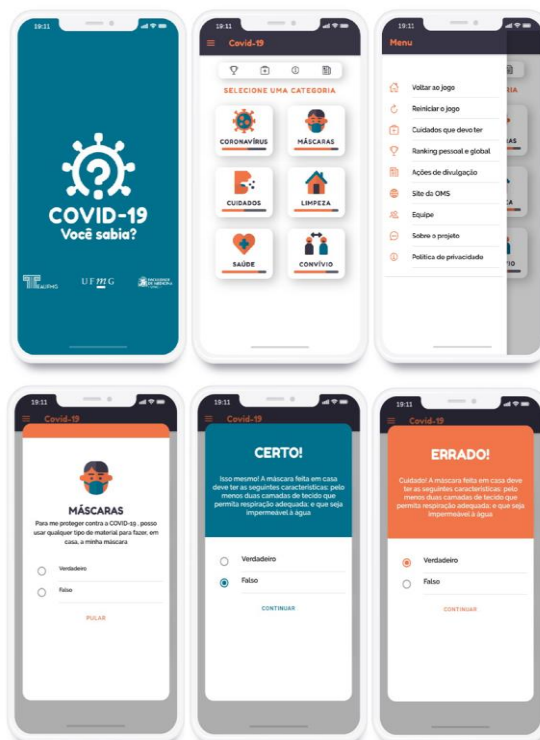 19:11
COVID-19
Você sabia?
UFMG
19:11
Covid-19
SELECIONE UMA CATEGORIA
CORONAVÍRUS
MÁSCARAS
CUIDADOS
LIMPEZA
SAÚDE
CONVÍVIO
19:11
Menu
Voltar ao jogo
Reiniciar o jogo
Cuidados que devo ter
Ranking pessoal e global
Ações de divulgação
Site da OMS
Equipe
Sobre o projeto
Política de privacidade
19:11
Covid-19
MÁSCARAS
Para me proteger contra a COVID-19, posso
usar qualquer tipo de material para fazer, em
casa, a minha máscara
Verdadeiro
Falso
PULAR
19:11
Covid-19
CERTO!
Isso mesmo! A máscara feita em casa
deve ter as seguintes características: pelo
menos duas camadas de tecido que
permita respiração adequada; e que seja
impermeável à água
Verdadeiro
Falso
CONTINUAR
19:11
Covid-19
ERRADO!
Cuidado! A máscara feita em casa deve
ter as seguintes características: pelo
menos duas camadas de tecido que
permita respiração adequada; e que seja
impermeável à água
Verdadeiro
Falso
CONTINUAR